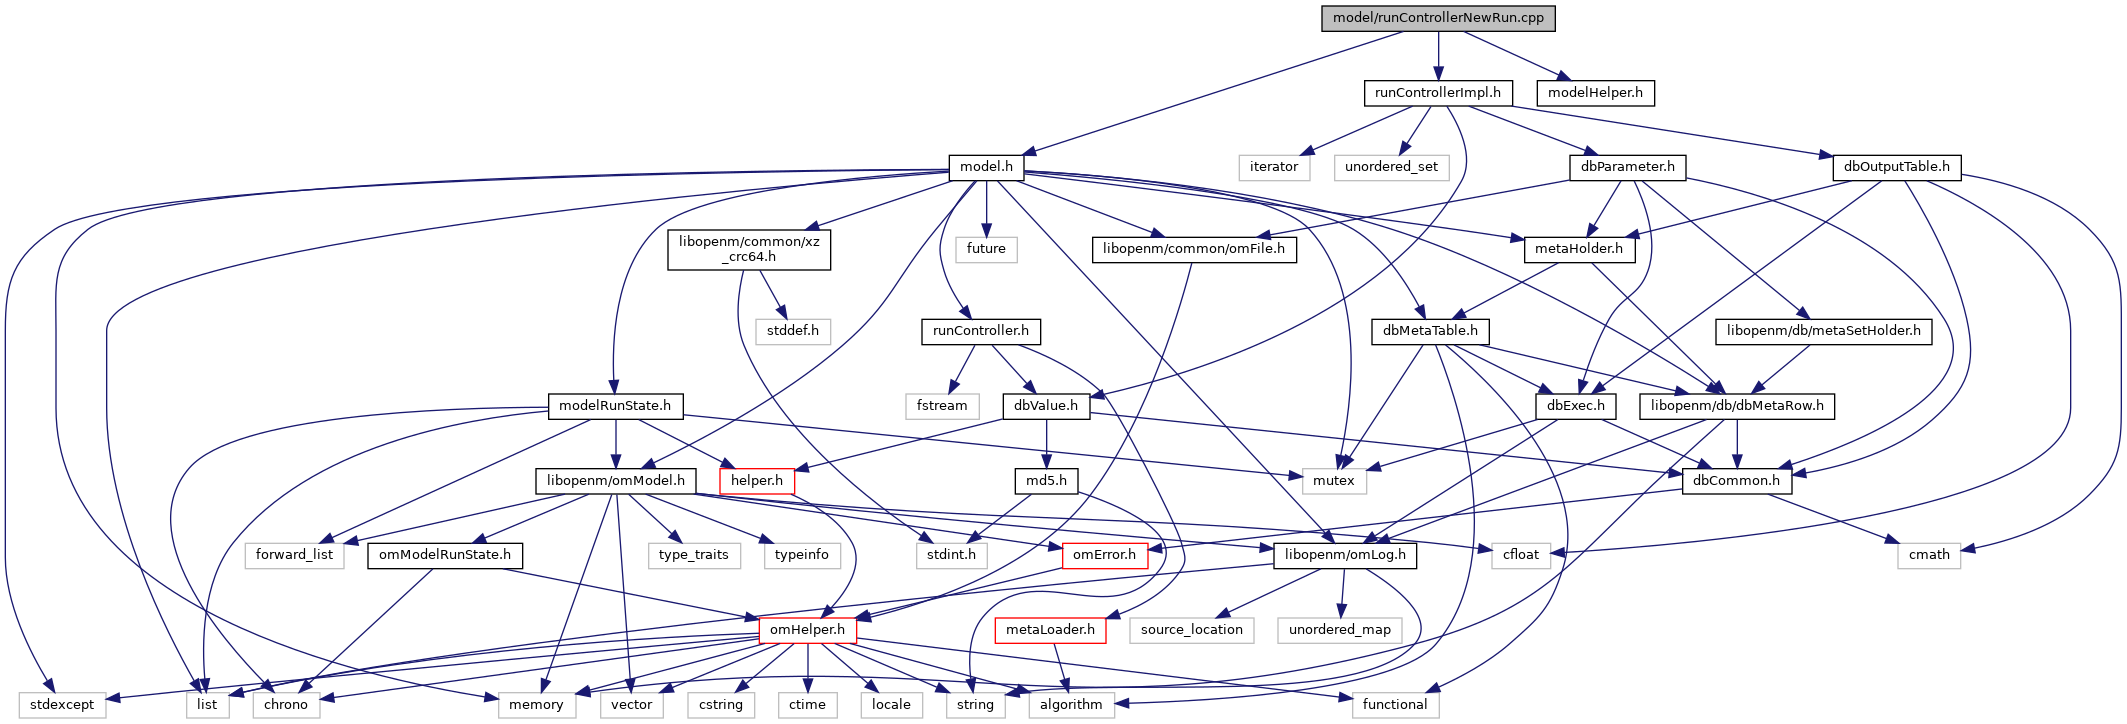 model/runControllerNewRun.cpp
runControllerImpl.h
modelHelper.h
model.h
iterator
unordered_set
dbParameter.h
dbOutputTable.h
libopenm/common/xz
_crc64.h
future
libopenm/common/omFile.h
metaHolder.h
stddef.h
runController.h
dbMetaTable.h
libopenm/db/metaSetHolder.h
modelRunState.h
fstream
dbValue.h
dbExec.h
libopenm/db/dbMetaRow.h
libopenm/omModel.h
helper.h
md5.h
mutex
dbCommon.h
forward_list
omModelRunState.h
type_traits
typeinfo
stdint.h
omError.h
libopenm/omLog.h
cfloat
cmath
omHelper.h
metaLoader.h
source_location
unordered_map
stdexcept
list
chrono
memory
vector
cstring
ctime
locale
string
algorithm
functional